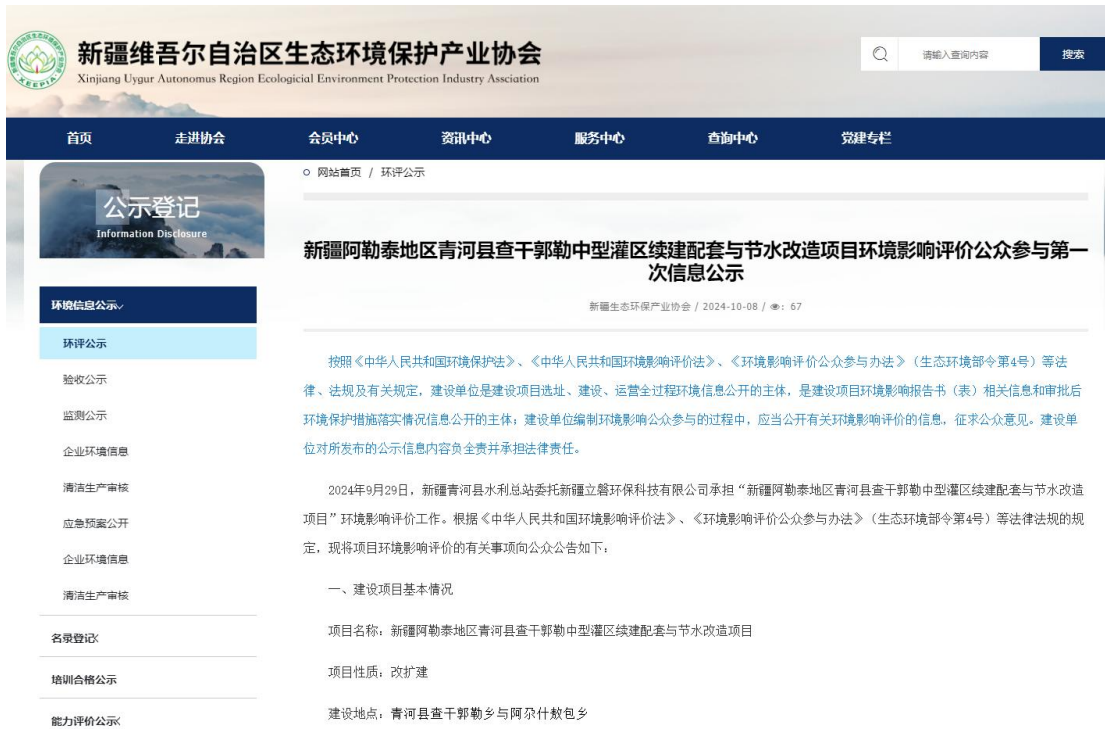 新疆维吾尔自治区生态环境保护产业协会
Xinjiang Uygur Autonomus Region Ecologicial Environment Protection Industry Assciation
XEEPIA
请输入查询内容
搜索
首页
走进协会
会员中心
资讯中心
服务中心
查询中心
党建专栏
公示登记
Information Disclosure
环境信息公示
环评公示
验收公示
监测公示
企业环境信息
清洁生产审核
应急预案公开
企业环境信息
清洁生产审核
名录登记
培训合格公示
能力评价公示
网站首页 / 环评公示
新疆阿勒泰地区青河县查干郭勒中型灌区续建配套与节水改造项目环境影响评价公众参与第一
次信息公示
新疆生态环保产业协会 / 2024-10-08 / : 67
按照《中华人民共和国环境保护法》、《中华人民共和国环境影响评价法》、《环境影响评价公众参与办法》（生态环境部令第4号）等法
律、法规及有关规定，建设单位是建设项目选址、建设、运营全过程环境信息公开的主体，是建设项目环境影响报告书（表）相关信息和审批后
环境保护措施落实情况信息公开的主体；建设单位编制环境影响公众参与的过程中，应当公开有关环境影响评价的信息，征求公众意见。建设单
位对所发布的公示信息内容负全责并承担法律责任。
2024年9月29日，新疆青河县水利总站委托新疆立磐环保科技有限公司承担“新疆阿勒泰地区青河县查干郭勒中型灌区续建配套与节水改造
项目”环境影响评价工作。根据《中华人民共和国环境影响评价法》、《环境影响评价公众参与办法》（生态环境部令第4号）等法律法规的规
定，现将项目环境影响评价的有关事项向公众公告如下：
一、建设项目基本情况
项目名称：新疆阿勒泰地区青河县查干郭勒中型灌区续建配套与节水改造项目
项目性质：改扩建
建设地点：青河县查干郭勒乡与阿尕什敖包乡